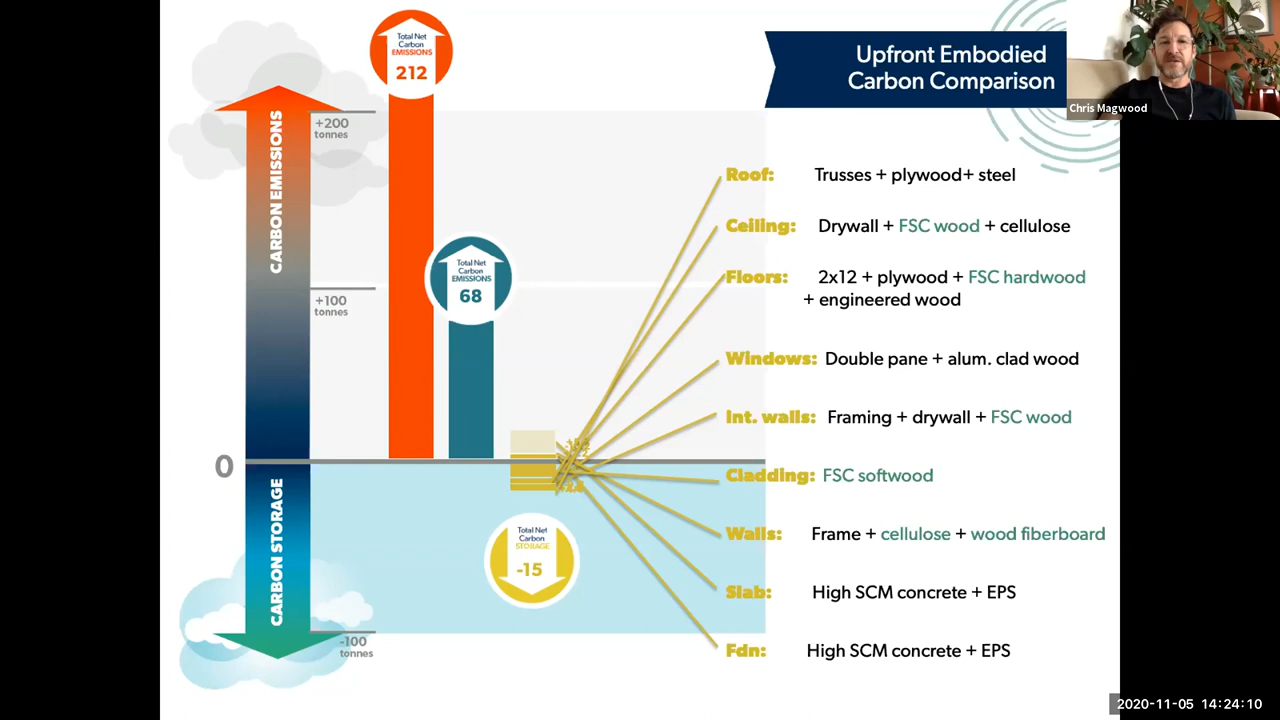 Total Net
Carbon
EMISSIONS
212
Upfront Embodied
Carbon Comparison
Chris Magwood
CARBON EMISSIONS
+200
tonnes
Roof: Trusses + plywood+ steel
Ceiling: Drywall + FSC wood + cellulose
Total Net
Carbon
EMISSIONS
68
Floors: 2x12 + plywood + FSC hardwood
+ engineered wood
+100
tonnes
Windows: Double pane + alum. clad wood
Int. walls: Framing + drywall + FSC wood
0
Cladding: FSC softwood
CARBON STORAGE
Walls: Frame + cellulose + wood fiberboard
Total Net
Carbon
STORAGE
-15
Slab: High SCM concrete + EPS
-100
tonnes
Fdn: High SCM concrete + EPS
2020-11-05 14:24:10